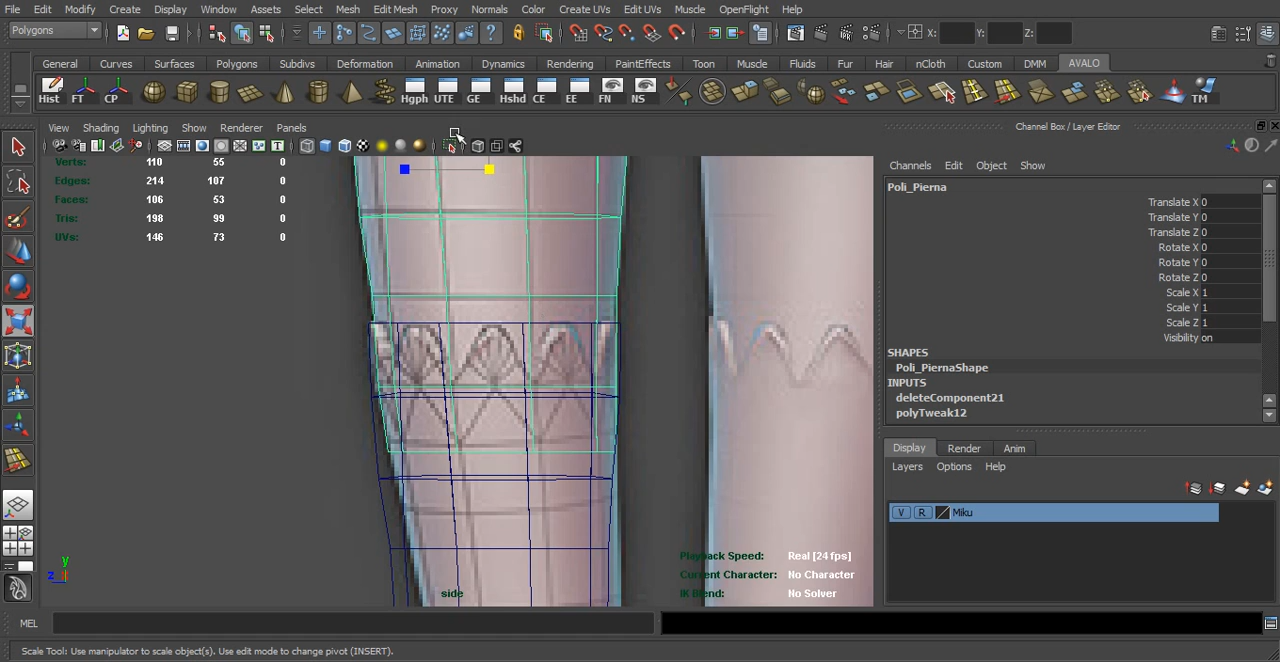 File Edit Modify Create Display Window Assets Select Mesh Edit Mesh Proxy Normals Color Create UVs Edit UVs Muscle OpenFlight Help
Polygons X: Y: Z:
General Curves Surfaces Polygons Subdivs Deformation Animation Dynamics Rendering PaintEffects Toon Muscle Fluids Fur Hair nCloth Custom DMM AVALO
Hist FT CP Hgph UTE GE Hshd CE EE FN NS TM
View Shading Lighting Show Renderer Panels
Channel Box / Layer Editor
Channels Edit Object Show
Verts: 110 55 0
Edges: 214 107 0
Faces: 106 53 0
Tris: 198 99 0
UVs: 146 73 0
Poli_Pierna
Translate X 0
Translate Y 0
Translate Z 0
Rotate X 0
Rotate Y 0
Rotate Z 0
Scale X 1
Scale Y 1
Scale Z 1
Visibility on
SHAPES
Poli_PiernaShape
INPUTS
deleteComponent21
polyTweak12
Display Render Anim
Layers Options Help
V R Miku
Playback Speed: Real [24 fps]
Current Character: No Character
IK Blend: No Solver
y
z
side
MEL
Scale Tool: Use manipulator to scale object(s). Use edit mode to change pivot (INSERT).